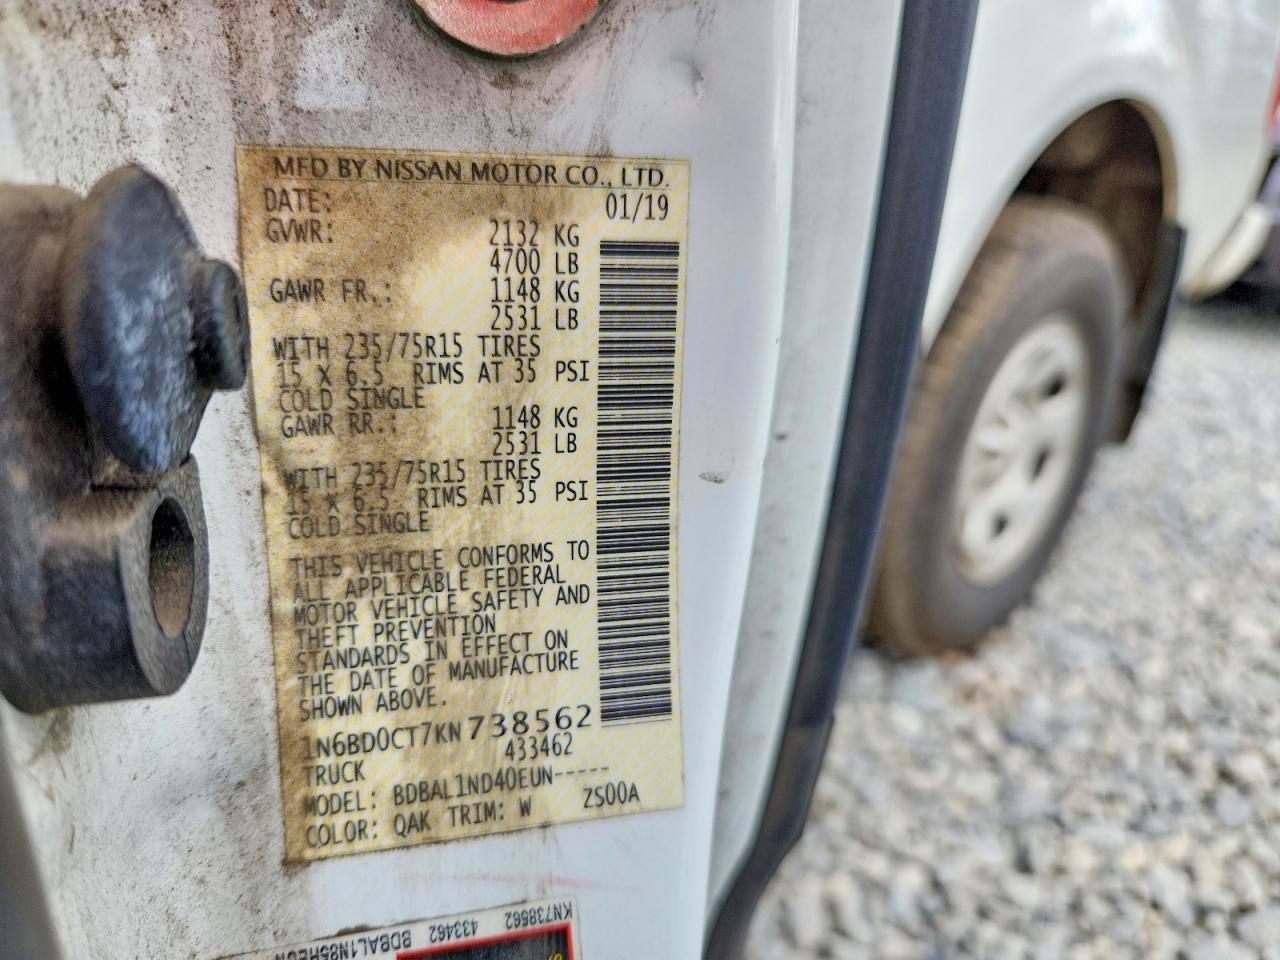 MFD BY NISSAN MOTOR CO., LTD.
DATE: 01/19
GVWR: 2132 KG
4700 LB
GAWR FR.: 1148 KG
2531 LB
WITH 235/75R15 TIRES
15 X 6.5 RIMS AT 35 PSI
COLD SINGLE
GAWR RR.: 1148 KG
2531 LB
WITH 235/75R15 TIRES
15 X 6.5 RIMS AT 35 PSI
COLD SINGLE
THIS VEHICLE CONFORMS TO
ALL APPLICABLE FEDERAL
MOTOR VEHICLE SAFETY AND
THEFT PREVENTION
STANDARDS IN EFFECT ON
THE DATE OF MANUFACTURE
SHOWN ABOVE.
1N6BD0CT7KN738562
433462
TRUCK
MODEL: BDBAL1ND40EUN-----
COLOR: QAK TRIM: W ZS00A
KN738562 433462